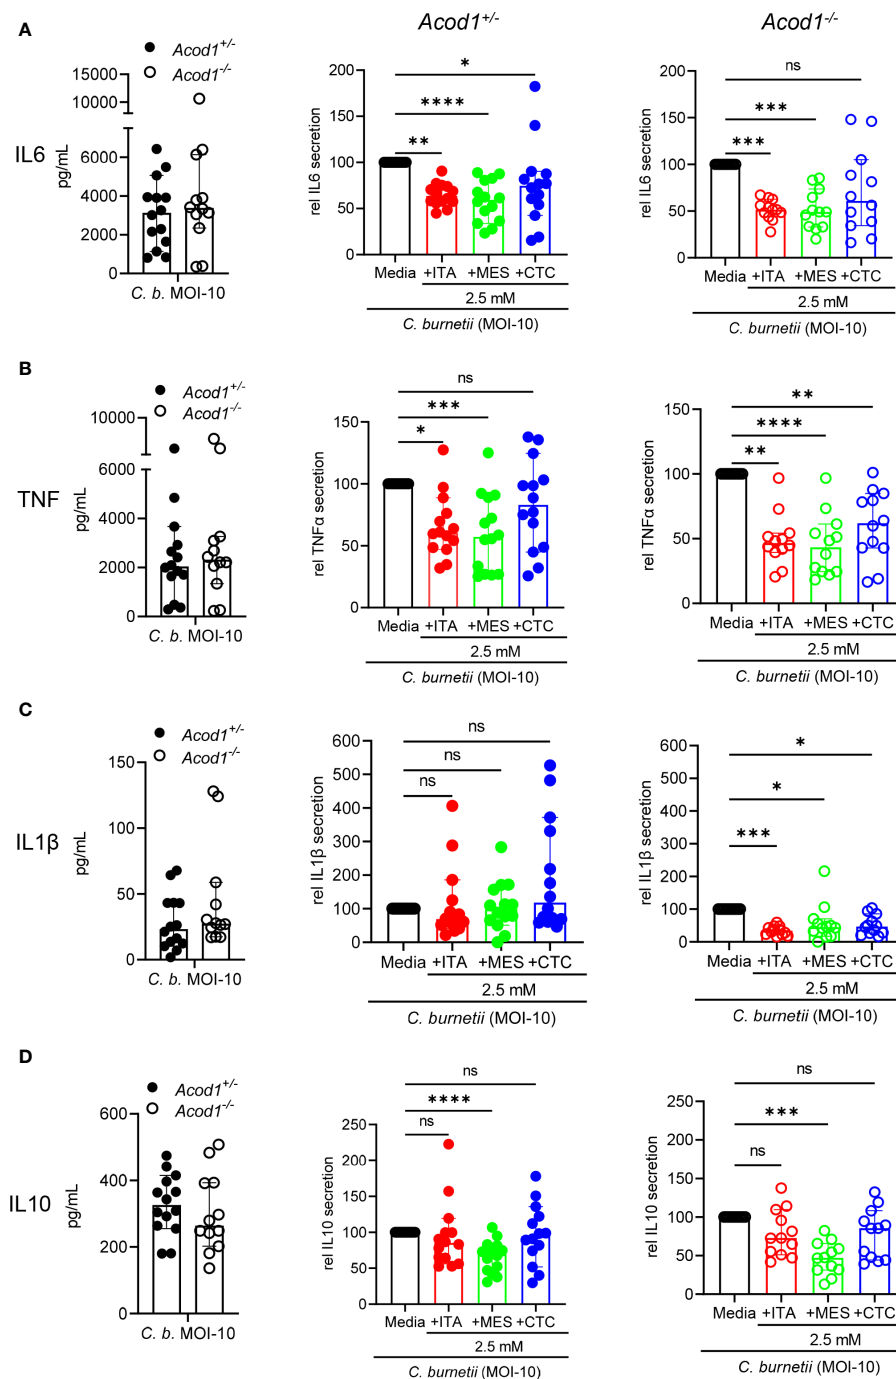 A
Acod1+/-
Acod1-/-
IL6
pg/mL
15000
10000
6000
4000
2000
0
C. b. MOI-10
Acod1+/-
Acod1-/-
rel IL6 secretion
200
150
100
50
0
*
****
**
Media +ITA +MES +CTC
2.5 mM
C. burnetii (MOI-10)
rel IL6 secretion
200
150
100
50
0
ns
***
***
Media +ITA +MES +CTC
2.5 mM
C. burnetii (MOI-10)
B
Acod1+/-
Acod1-/-
TNF
pg/mL
10000
6000
4000
2000
0
C. b. MOI-10
rel TNFα secretion
150
100
50
0
ns
***
*
Media +ITA +MES +CTC
2.5 mM
C. burnetii (MOI-10)
rel TNFα secretion
150
100
50
0
**
****
**
Media +ITA +MES +CTC
2.5 mM
C. burnetii (MOI-10)
C
Acod1+/-
Acod1-/-
IL1β
pg/mL
150
100
50
0
C. b. MOI-10
rel IL1β secretion
600
500
400
300
200
100
0
ns
ns
ns
Media +ITA +MES +CTC
2.5 mM
C. burnetii (MOI-10)
rel IL1β secretion
600
500
400
300
200
100
0
*
*
***
Media +ITA +MES +CTC
2.5 mM
C. burnetii (MOI-10)
D
Acod1+/-
Acod1-/-
IL10
pg/mL
600
400
200
0
C. b. MOI-10
rel IL10 secretion
250
200
150
100
50
0
ns
****
ns
Media +ITA +MES +CTC
2.5 mM
C. burnetii (MOI-10)
rel IL10 secretion
250
200
150
100
50
0
ns
***
ns
Media +ITA +MES +CTC
2.5 mM
C. burnetii (MOI-10)